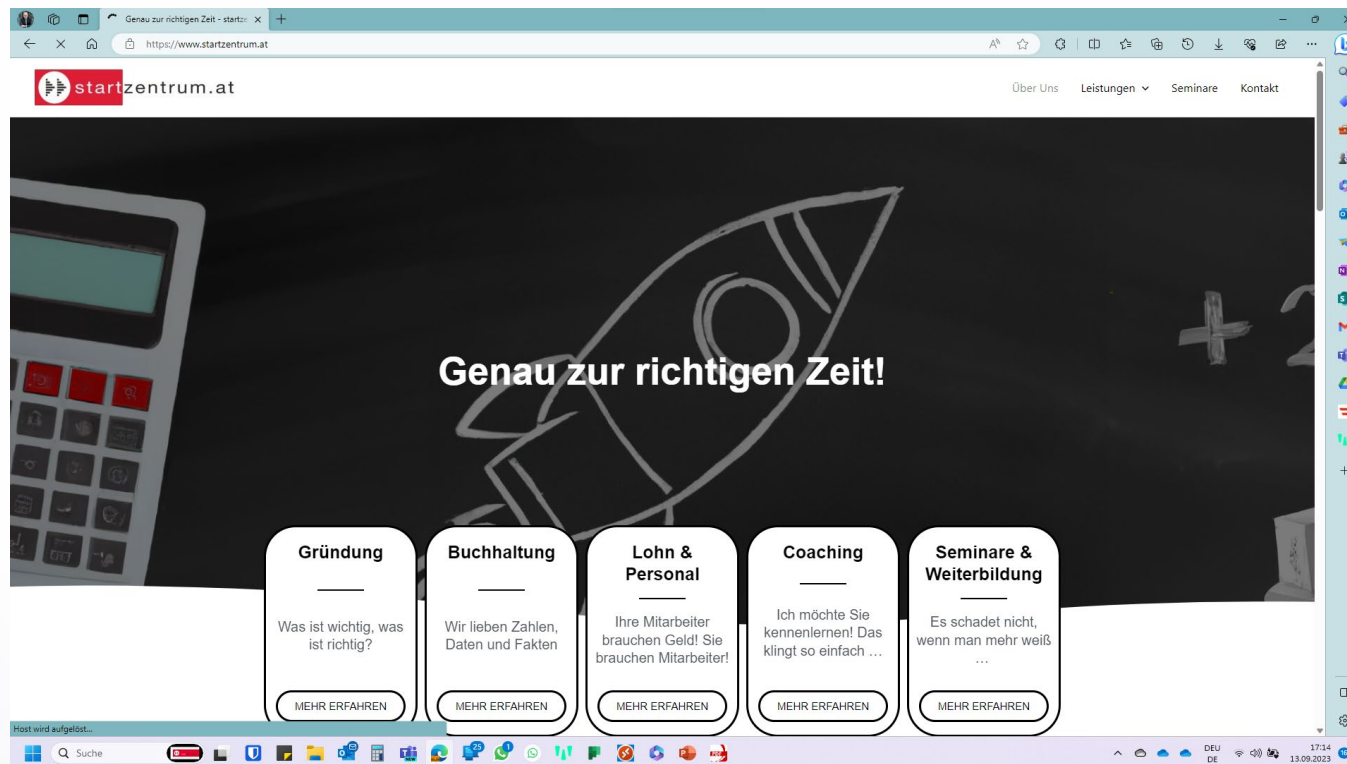 Genau zur richtigen Zeit - startze
https://www.startzentrum.at
startzentrum.at
Über Uns Leistungen Seminare Kontakt
Genau zur richtigen Zeit!
Gründung
Was ist wichtig, was
ist richtig?
MEHR ERFAHREN
Buchhaltung
Wir lieben Zahlen,
Daten und Fakten
MEHR ERFAHREN
Lohn &
Personal
Ihre Mitarbeiter
brauchen Geld! Sie
brauchen Mitarbeiter!
MEHR ERFAHREN
Coaching
Ich möchte Sie
kennenlernen! Das
klingt so einfach …
MEHR ERFAHREN
Seminare &
Weiterbildung
Es schadet nicht,
wenn man mehr weiß
…
MEHR ERFAHREN
Host wird aufgelöst...
Suche
DEU
DE
17:14
13.09.2023